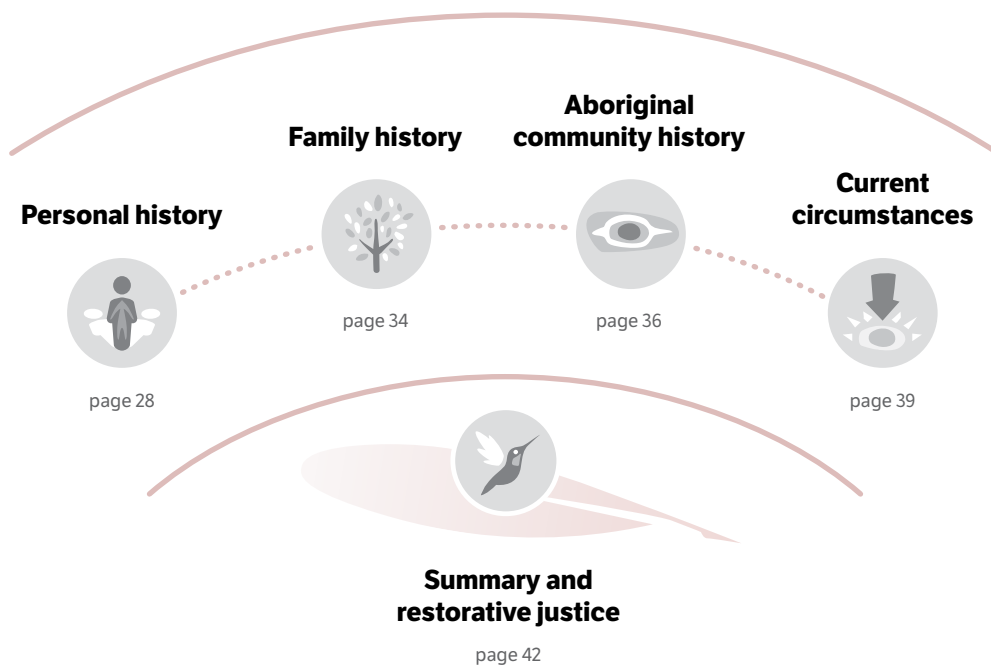 Personal history
page 28
Family history
page 34
Aboriginal
community history
page 36
Current
circumstances
page 39
Summary and
restorative justice
page 42